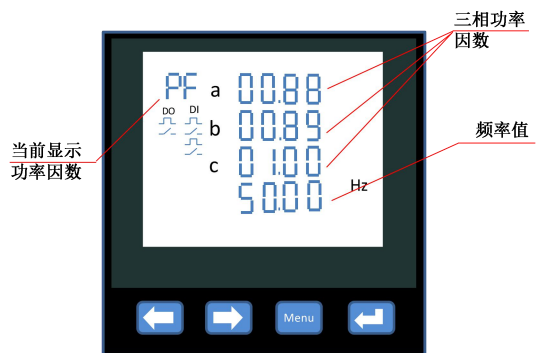 三相功率
因数
PF a 00.88
DO DI
b 00.89
c 01.00
Hz
50.00
频率值
当前显示
功率因数
Menu